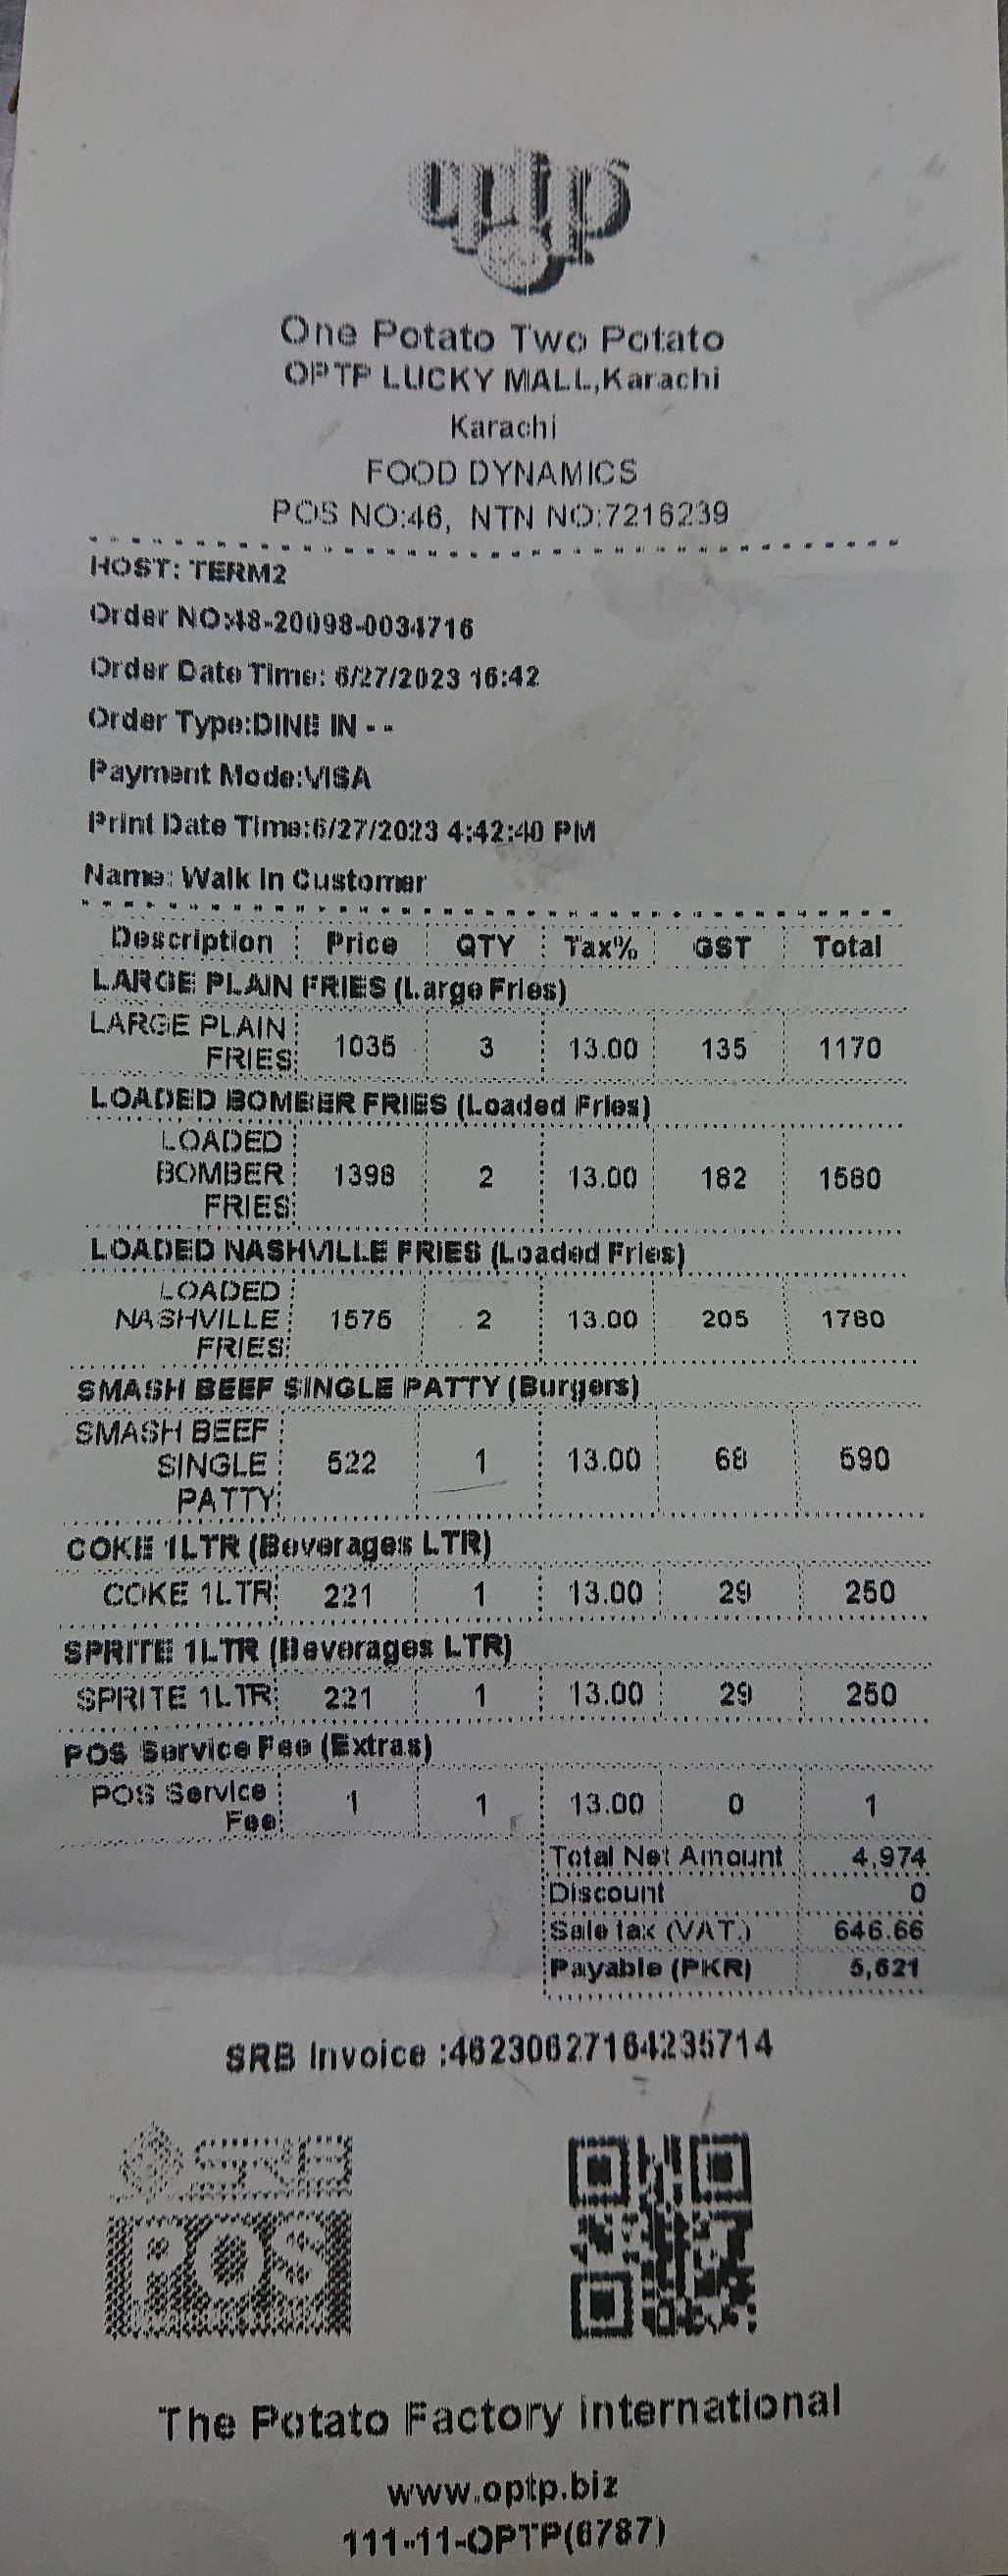 optp
One Potato Two Potato
OPTP LUCKY MALL,Karachi
Karachi
FOOD DYNAMICS
POS NO:46, NTN NO:7216239
HOST: TERM2
Order NO:48-20098-0034716
Order Date Time: 6/27/2023 16:42
Order Type:DINE IN - -
Payment Mode:VISA
Print Date Time:6/27/2023 4:42:40 PM
Name: Walk In Customer
Description Price QTY Tax% GST Total
LARGE PLAIN FRIES (Large Fries)
LARGE PLAIN
FRIES 1035 3 13.00 135 1170
LOADED BOMBER FRIES (Loaded Fries)
LOADED
BOMBER 1398 2 13.00 182 1580
FRIES
LOADED NASHVILLE FRIES (Loaded Fries)
LOADED
NASHVILLE 1575 2 13.00 205 1780
FRIES
SMASH BEEF SINGLE PATTY (Burgers)
SMASH BEEF
SINGLE 522 1 13.00 68 590
PATTY
COKE 1LTR (Beverages LTR)
COKE 1LTR 221 1 13.00 29 250
SPRITE 1LTR (Beverages LTR)
SPRITE 1LTR 221 1 13.00 29 250
POS Service Fee (Extras)
POS Service
Fee 1 1 13.00 0 1
Total Net Amount 4,974
Discount 0
Sale tax (VAT.) 646.66
Payable (PKR) 5,621
SRB Invoice :46230627164235714
SRB
POS
The Potato Factory International
www.optp.biz
111-11-OPTP(6787)